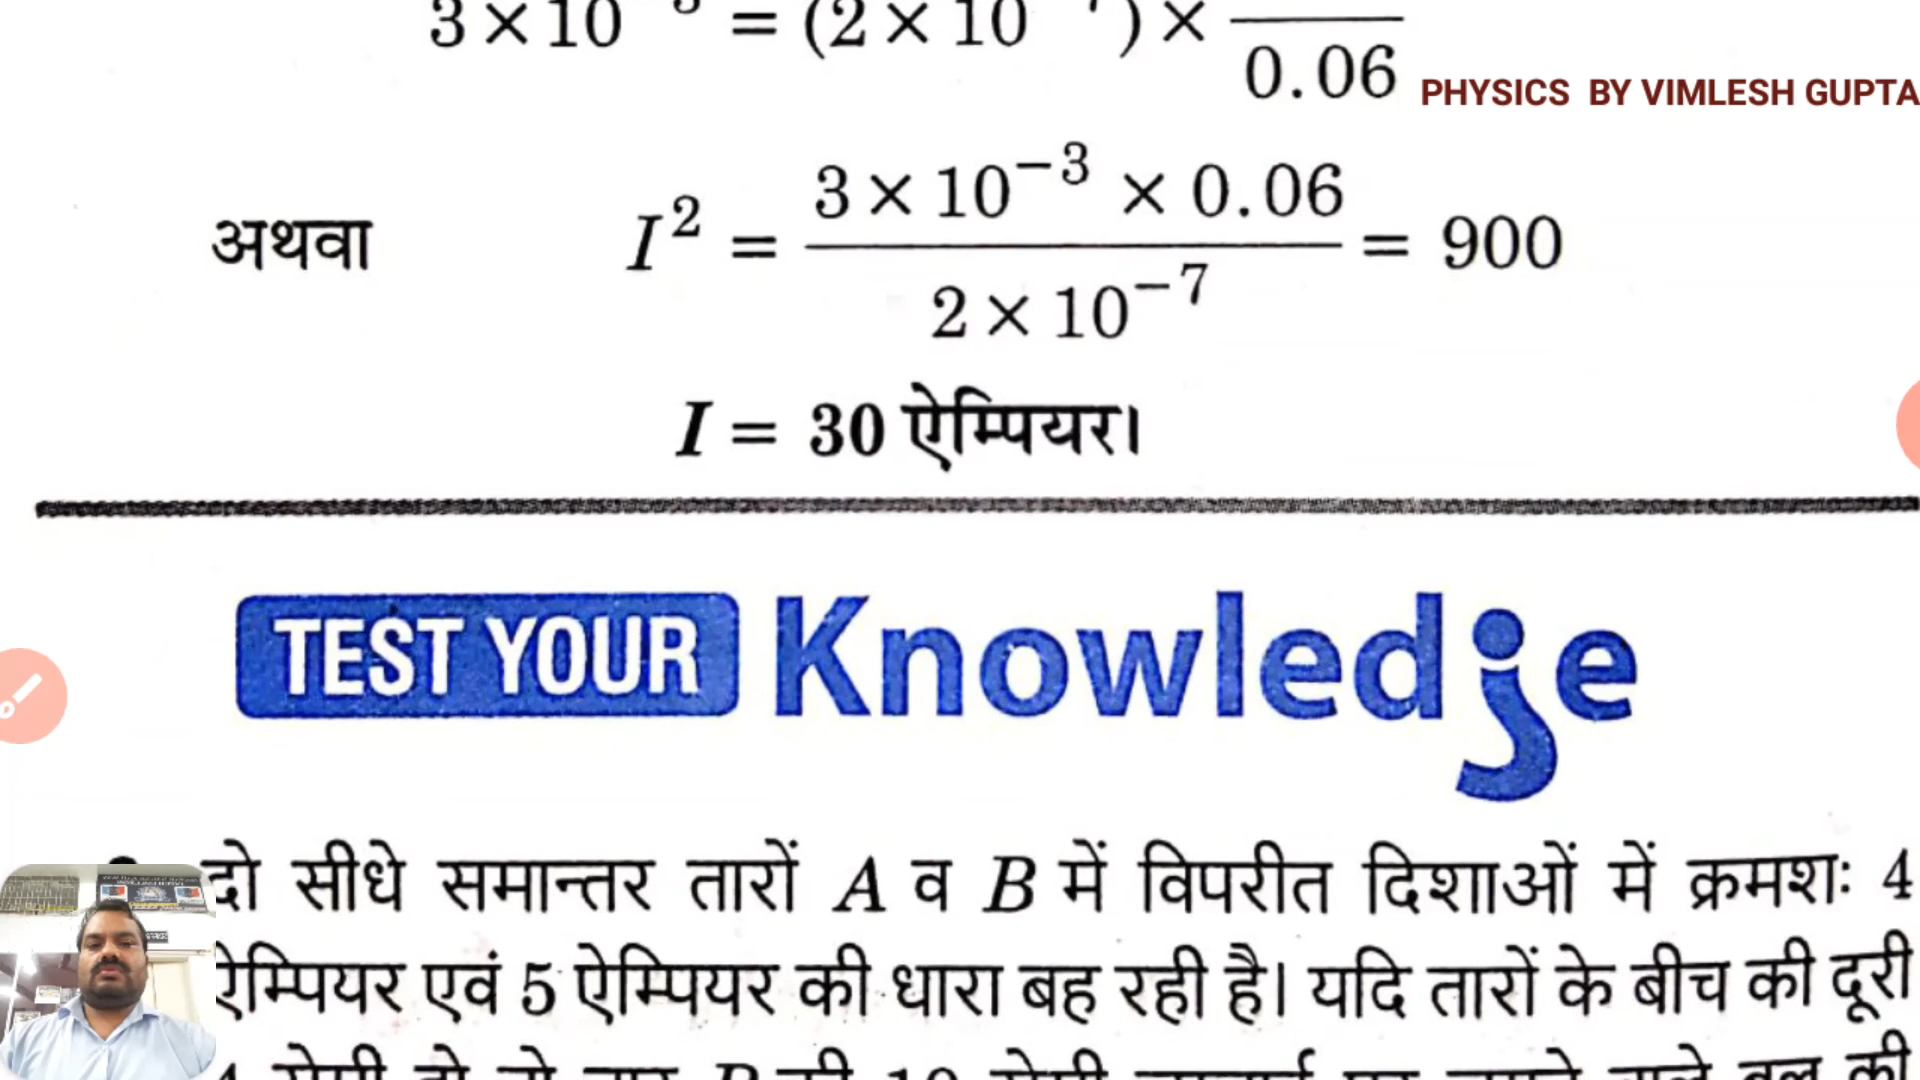 3 × 10 = (2 × 10 ) ×
0.06
PHYSICS BY VIMLESH GUPTA
अथवा I² = 3 × 10⁻³ × 0.06 / 2 × 10⁻⁷ = 900
I = 30 ऐम्पियर।
TEST YOUR Knowledge
दो सीधे समान्तर तारों A व B में विपरीत दिशाओं में क्रमशः 4
ऐम्पियर एवं 5 ऐम्पियर की धारा बह रही है। यदि तारों के बीच की दूरी